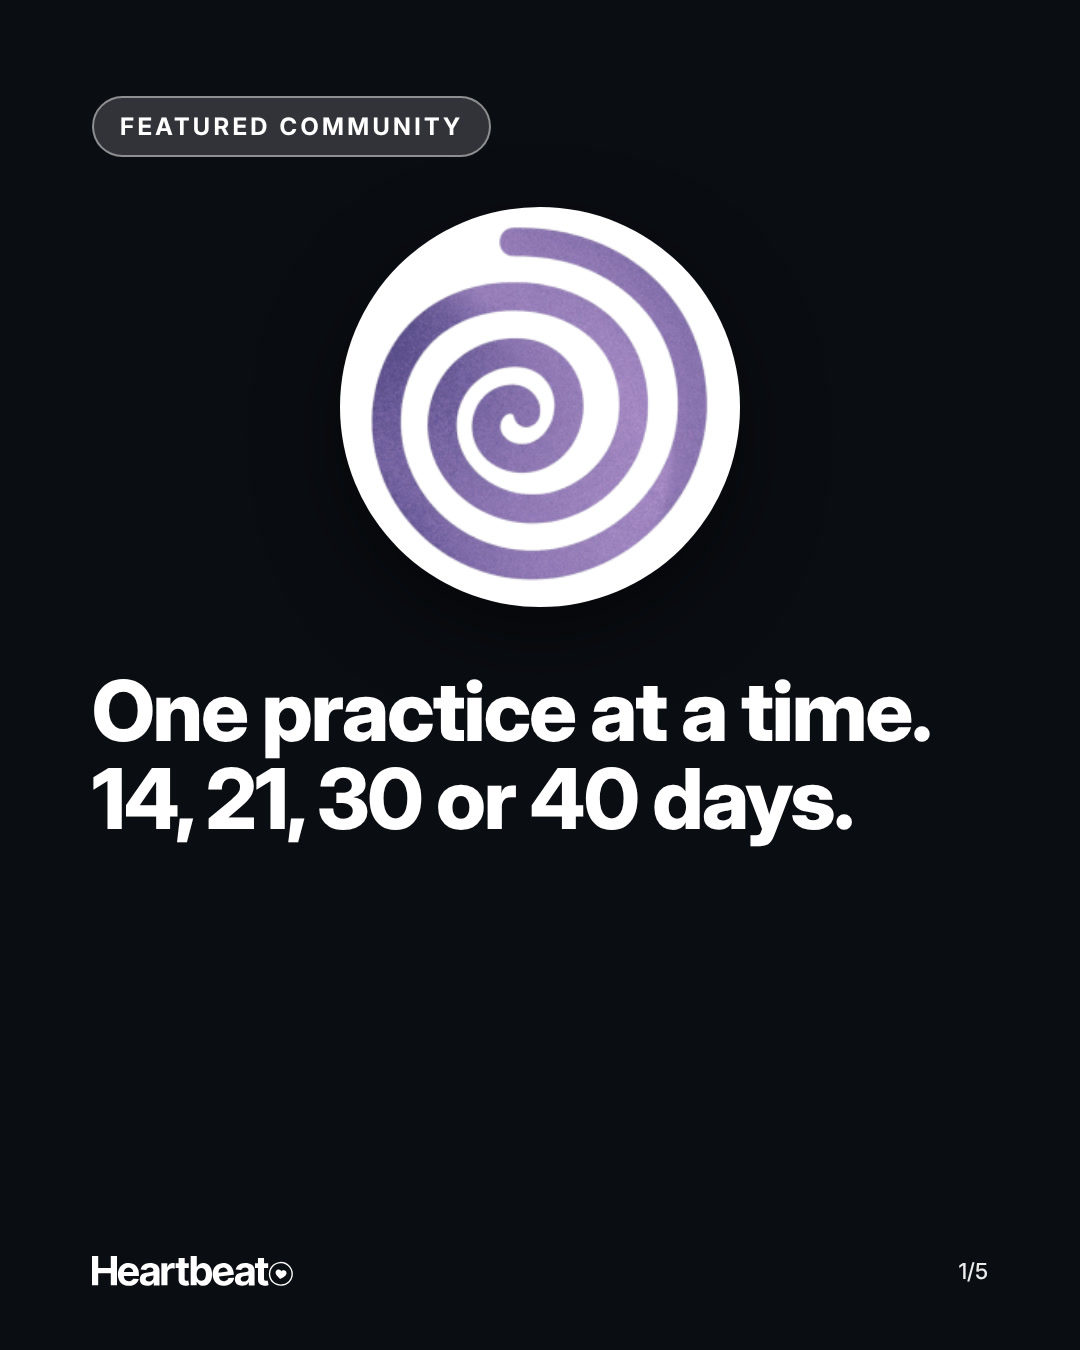 FEATURED COMMUNITY
One practice at a time.
14, 21, 30 or 40 days.
Heartbeat
1/5